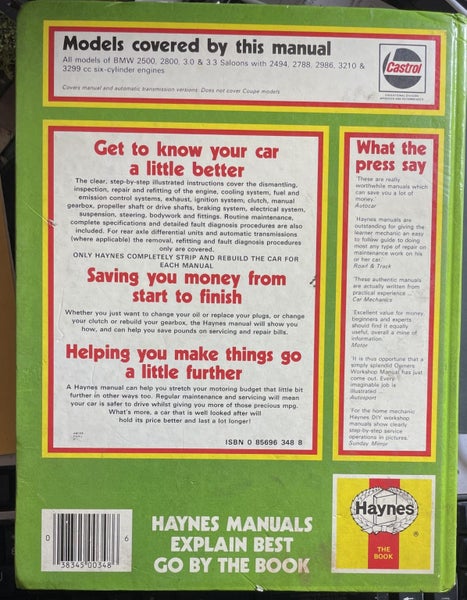 Models covered by this manual
All models of BMW 2500, 2800, 3.0 & 3.3 Saloons with 2494, 2788, 2986, 3210 &
3299 cc six-cylinder engines
Covers manual and automatic transmission versions. Does not cover Coupe models
Castrol
Get to know your car
a little better
The clear, step-by-step illustrated instructions cover the dismantling,
inspection, repair and refitting of the engine, cooling system, fuel and
emission control systems, exhaust, ignition system, clutch, manual
gearbox, propeller shaft or drive shafts, braking system, electrical system,
suspension, steering, bodywork and fittings. Routine maintenance,
complete specifications and detailed fault diagnosis procedures are also
included. For rear axle differential units and automatic transmissions
(where applicable) the removal, refitting and fault diagnosis procedures
only are covered.
ONLY HAYNES COMPLETELY STRIP AND REBUILD THE CAR FOR
EACH MANUAL
Saving you money from
start to finish
Whether you just want to change your oil or replace your plugs, or change
your clutch or rebuild your gearbox, the Haynes manual will show you
how, and can help you save pounds on servicing and repair bills.
Helping you make things go
a little further
A Haynes manual can help you stretch your motoring budget that little bit
further in other ways too. Regular maintenance and servicing will mean
your car is safer to drive whilst giving you more of those precious mpg.
What's more, a car that is well looked after will
hold its price better and last a lot longer!
ISBN 0 85696 348 8
What the
press say
'These are really
worthwhile manuals which
can save you a lot of
money.'
Autocar
'Haynes manuals are
outstanding for giving the
learner mechanic an easy
to follow guide to doing
most any type of repair on
maintenance work on his
or her car.'
Road & Track
'These authentic manuals
are actually written from
practical experience
Car Mechanics
Excellent value for money
beginners and experts
should find it equally
useful, overall a mine of
information.
Motor
'It is thus opportune that a
simply splendid Owners
Workshop Manual has just
come out. Every
imaginable job is
illustrated
Autosport
'For the home mechanic
Haynes DIY workshop
manuals show clearly
step-by-step service
operations in pictures.'
Sunday Mirror
0 38345 00348 6
HAYNES MANUALS
EXPLAIN BEST
GO BY THE BOOK
Haynes
®
THE
BOOK